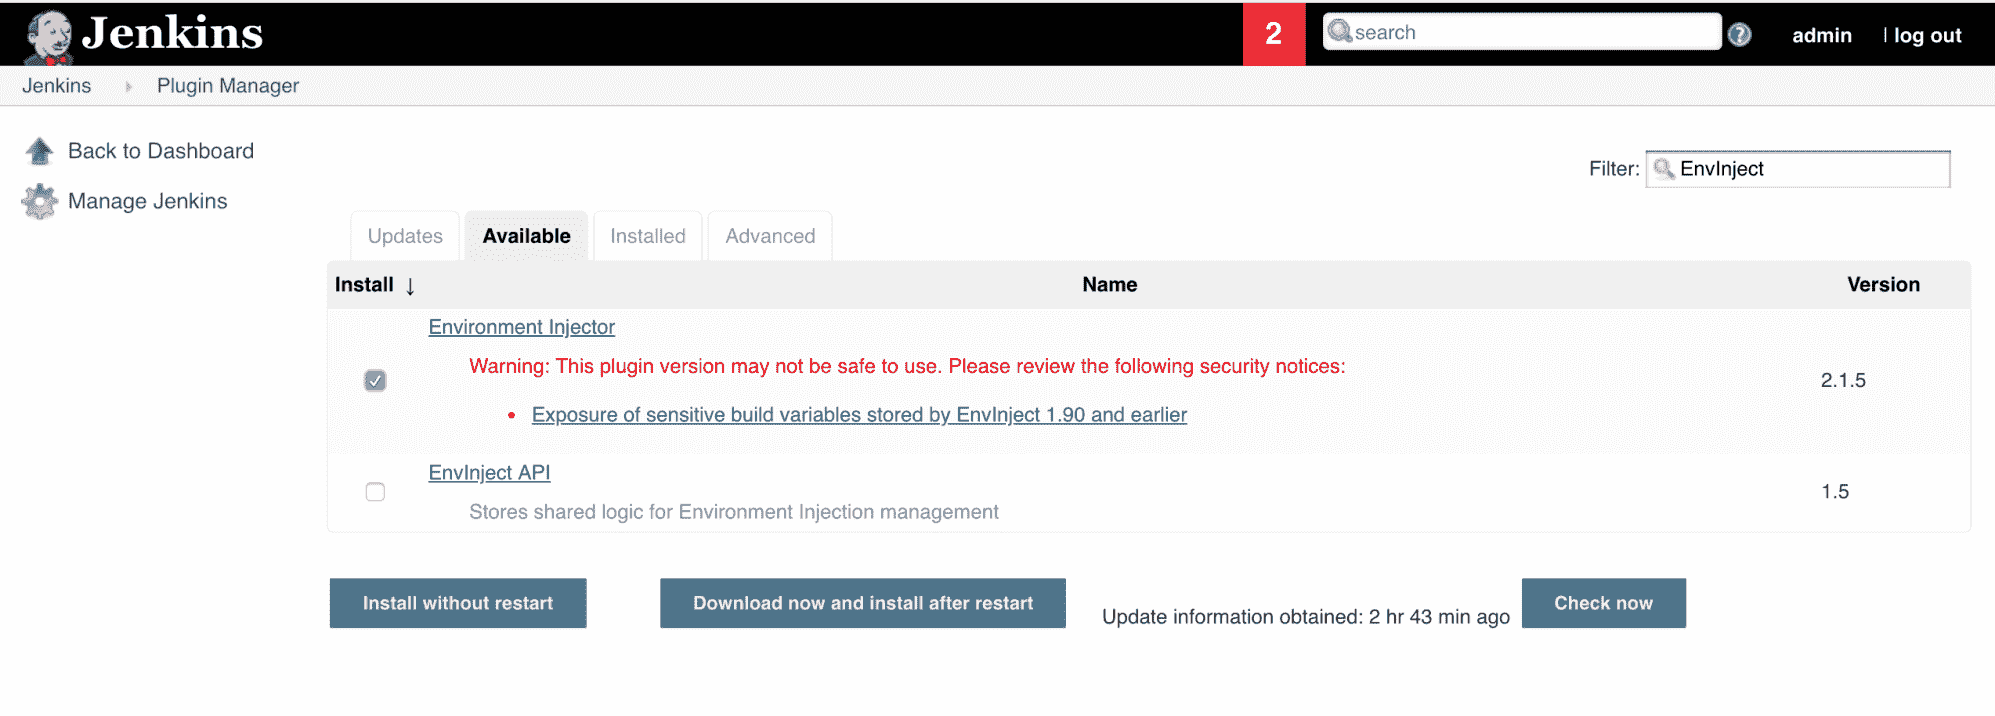 Jenkins
2
search
?
admin
| log out
Jenkins
Plugin Manager
Back to Dashboard
Manage Jenkins
Filter: EnvInject
Updates
Available
Installed
Advanced
Install ↓
Name
Version
Environment Injector
Warning: This plugin version may not be safe to use. Please review the following security notices:
• Exposure of sensitive build variables stored by EnvInject 1.90 and earlier
2.1.5
EnvInject API
Stores shared logic for Environment Injection management
1.5
Install without restart
Download now and install after restart
Update information obtained: 2 hr 43 min ago
Check now